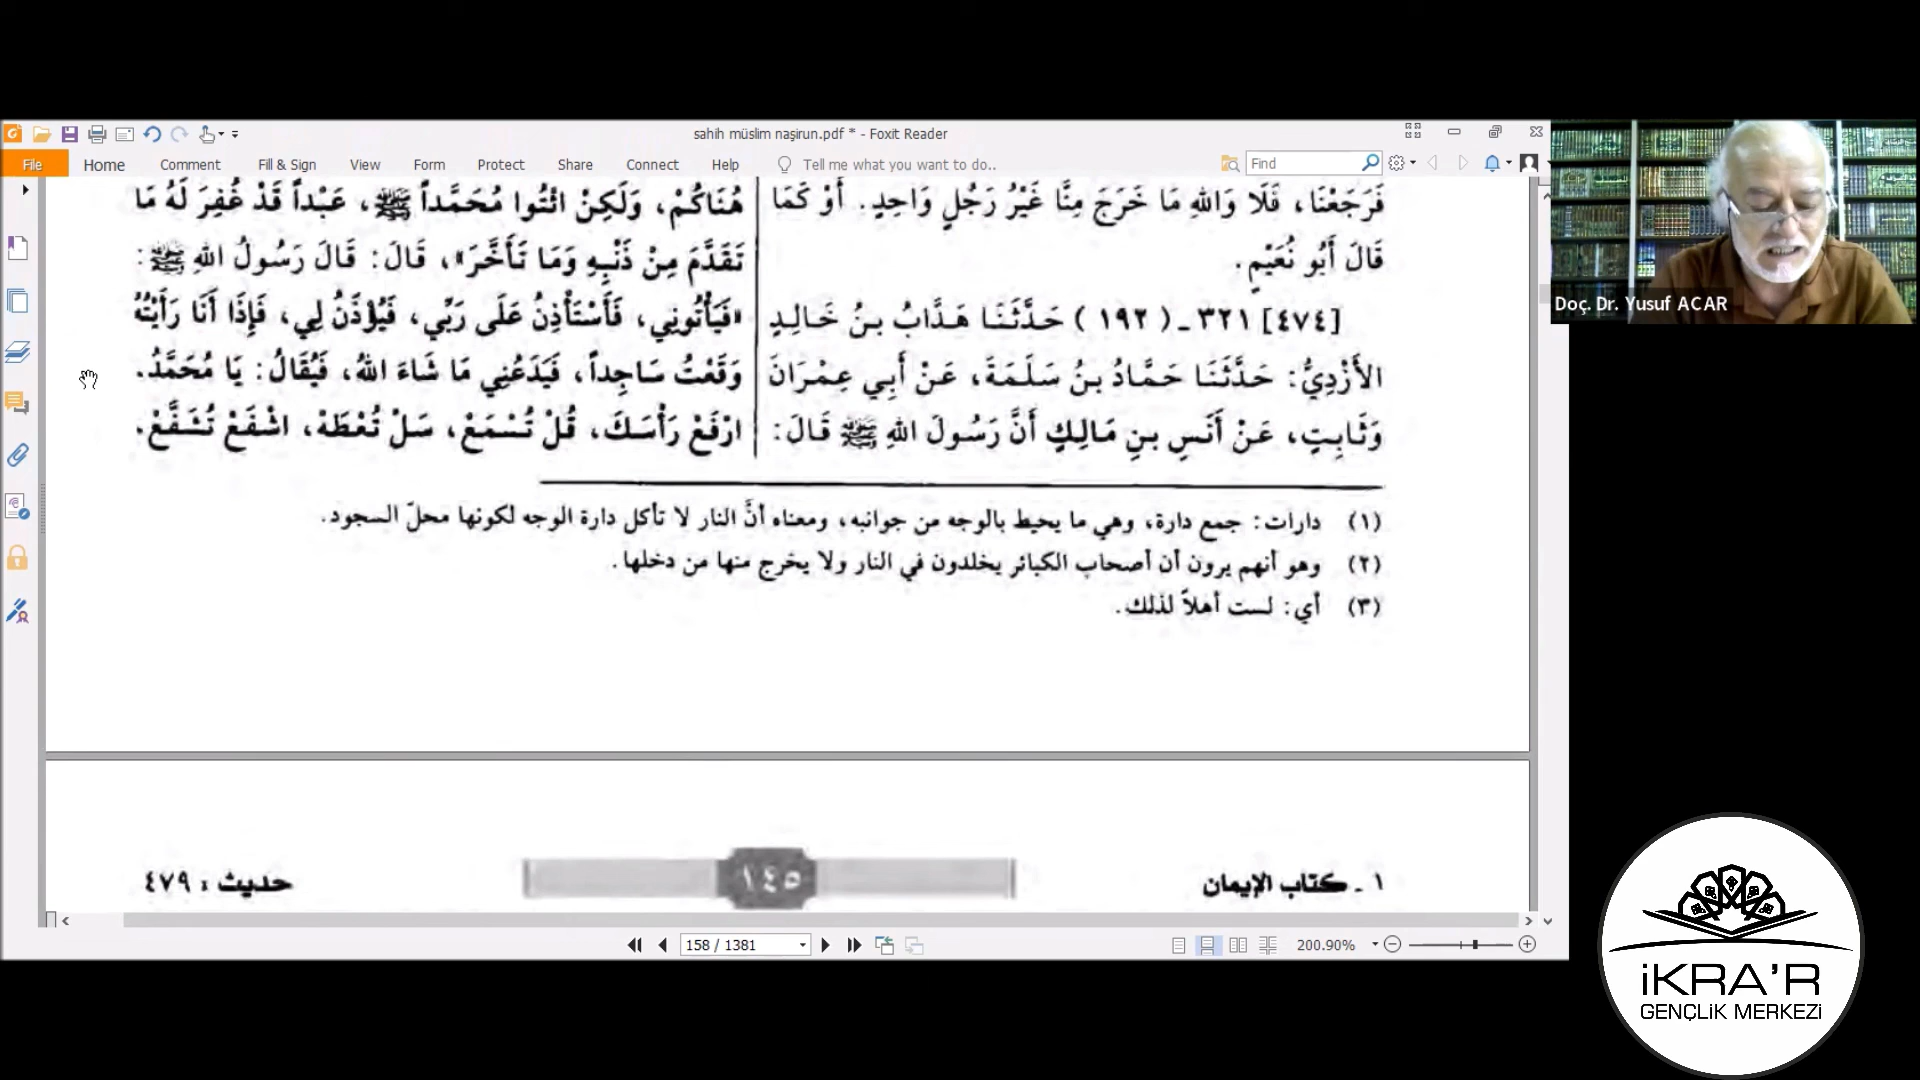 sahih müslim naşirun.pdf * - Foxit Reader
File Home Comment Fill & Sign View Form Protect Share Connect Help Tell me what you want to do.. Find
فَرَجَعْنَا، فَلَا وَاللهِ مَا خَرَجَ مِنَّا غَيْرُ رَجُلٍ وَاحِدٍ. أَوْ كَمَا
قَالَ أَبُو نُعَيْمٍ.
[٤٧٤] ٣٢١ ـ (١٩٢) حَدَّثَنَا هَدَّابُ بنُ خَالِدٍ
الأَزْدِيُّ: حَدَّثَنَا حَمَّادُ بنُ سَلَمَةَ، عَنْ أَبِي عِمْرَانَ
وَثَابِتٍ، عَنْ أَنَسِ بنِ مَالِكٍ أَنَّ رَسُولَ اللهِ ﷺ قَالَ:
هُنَاكُمْ، وَلَكِنْ ائْتُوا مُحَمَّداً ﷺ، عَبْداً قَدْ غُفِرَ لَهُ مَا
تَقَدَّمَ مِنْ ذَنْبِهِ وَمَا تَأَخَّرَ»، قَالَ: قَالَ رَسُولُ اللهِ ﷺ:
«فَيَأْتُونِي، فَأَسْتَأْذِنُ عَلَى رَبِّي، فَيُؤْذَنُ لِي، فَإِذَا أَنَا رَأَيْتُهُ
وَقَعْتُ سَاجِداً، فَيَدَعُنِي مَا شَاءَ اللهُ، فَيُقَالُ: يَا مُحَمَّدُ.
ارْفَعْ رَأْسَكَ، قُلْ تُسْمَعْ، سَلْ تُعْطَهْ، اشْفَعْ تُشَفَّعْ.
(١) دارات: جمع دارة، وهي ما يحيط بالوجه من جوانبه، ومعناه أنَّ النار لا تأكل دارة الوجه لكونها محلّ السجود.
(٢) وهو أنهم يرون أن أصحاب الكبائر يخلدون في النار ولا يخرج منها من دخلها.
(٣) أي: لست أهلاً لذلك.
١ ـ كتاب الإيمان ١٤٥ حديث: ٤٧٩
158 / 1381 200.90%
Doç. Dr. Yusuf ACAR
iKRA'R
GENÇLiK MERKEZi